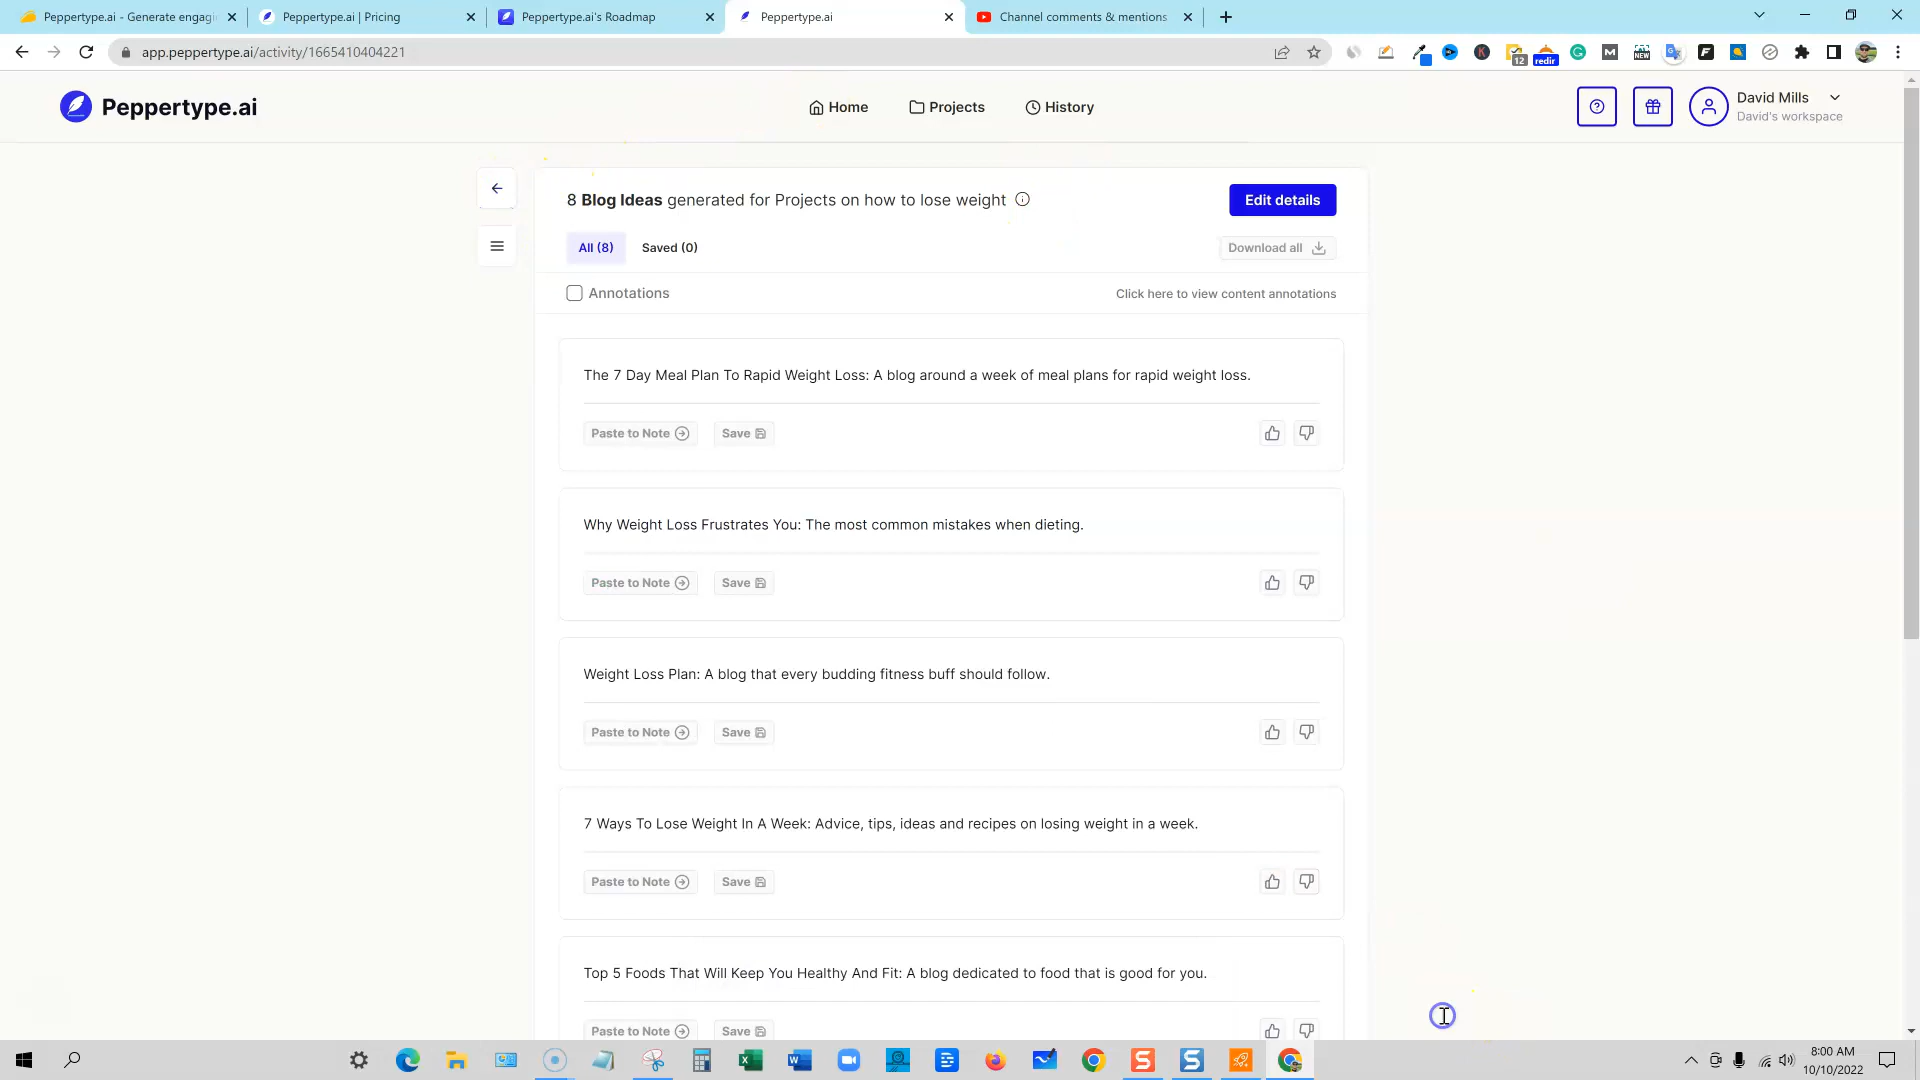 Peppertype.ai - Generate engagi
Peppertype.ai | Pricing
Peppertype.ai's Roadmap
Peppertype.ai
Channel comments & mentions
app.peppertype.ai/activity/1665410404221
12
redir
NEW
Peppertype.ai
Home
Projects
History
David Mills
David's workspace
8 Blog Ideas generated for Projects on how to lose weight
Edit details
All (8)
Saved (0)
Download all
Annotations
Click here to view content annotations
The 7 Day Meal Plan To Rapid Weight Loss: A blog around a week of meal plans for rapid weight loss.
Paste to Note
Save
Why Weight Loss Frustrates You: The most common mistakes when dieting.
Paste to Note
Save
Weight Loss Plan: A blog that every budding fitness buff should follow.
Paste to Note
Save
7 Ways To Lose Weight In A Week: Advice, tips, ideas and recipes on losing weight in a week.
Paste to Note
Save
Top 5 Foods That Will Keep You Healthy And Fit: A blog dedicated to food that is good for you.
Paste to Note
Save
8:00 AM
10/10/2022